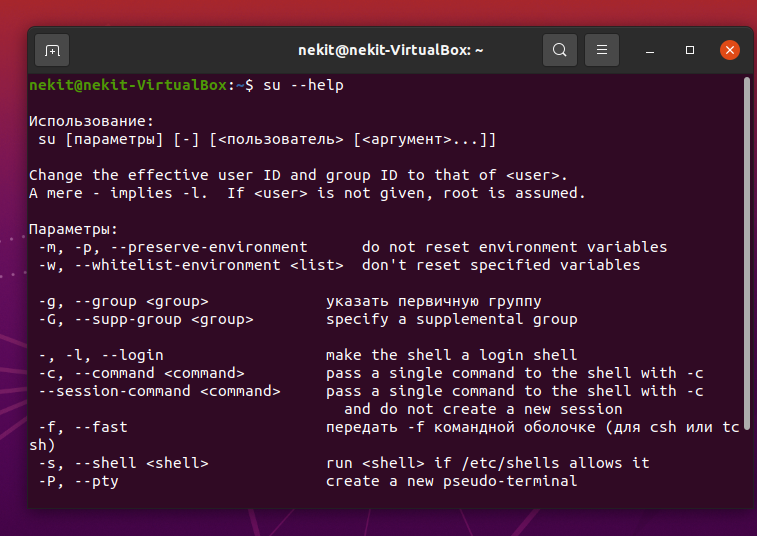 nekit@nekit-VirtualBox: ~
nekit@nekit-VirtualBox:~$ su --help
Использование:
su [параметры] [-] [<пользователь> [<аргумент>...]]
Change the effective user ID and group ID to that of <user>.
A mere - implies -l.  If <user> is not given, root is assumed.
Параметры:
-m, -p, --preserve-environment      do not reset environment variables
-w, --whitelist-environment <list>  don't reset specified variables
-g, --group <group>             указать первичную группу
-G, --supp-group <group>        specify a supplemental group
-, -l, --login                  make the shell a login shell
-c, --command <command>         pass a single command to the shell with -c
--session-command <command>     pass a single command to the shell with -c
and do not create a new session
-f, --fast                      передать -f командной оболочке (для csh или tc
sh)
-s, --shell <shell>             run <shell> if /etc/shells allows it
-P, --pty                       create a new pseudo-terminal